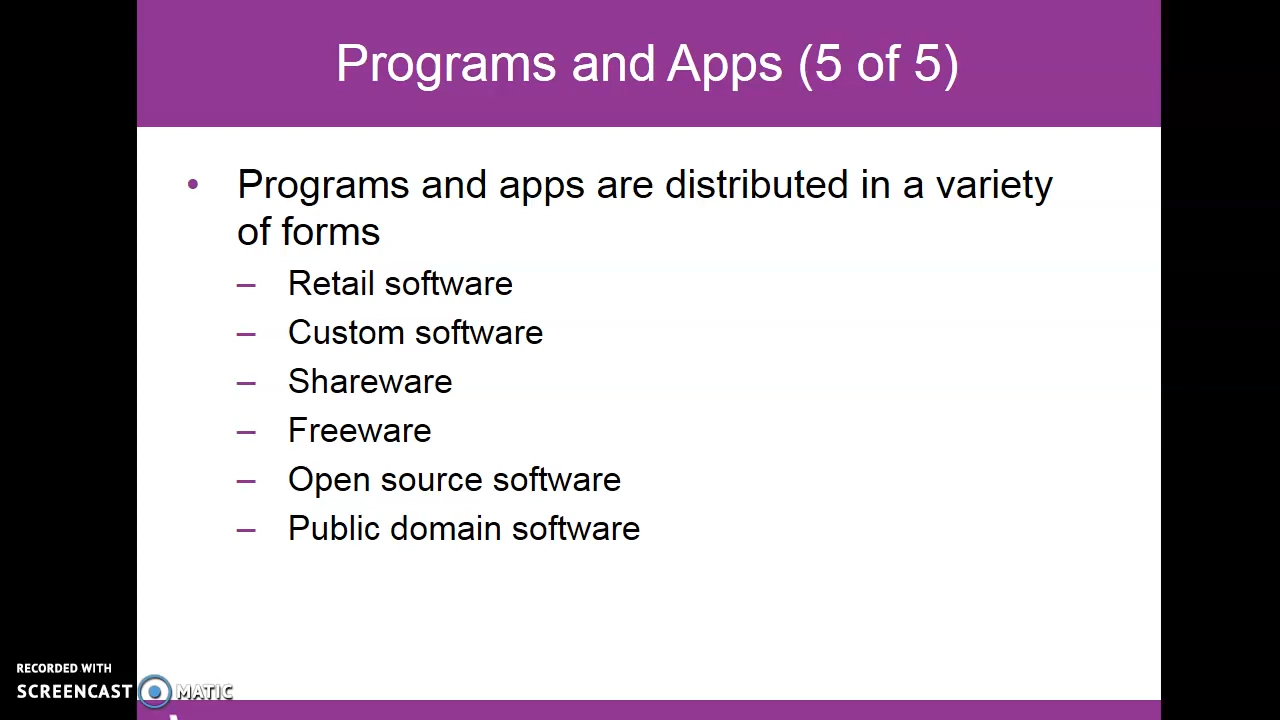 Programs and Apps (5 of 5)
• Programs and apps are distributed in a variety
of forms
– Retail software
– Custom software
– Shareware
– Freeware
– Open source software
– Public domain software
RECORDED WITH
SCREENCAST MATIC